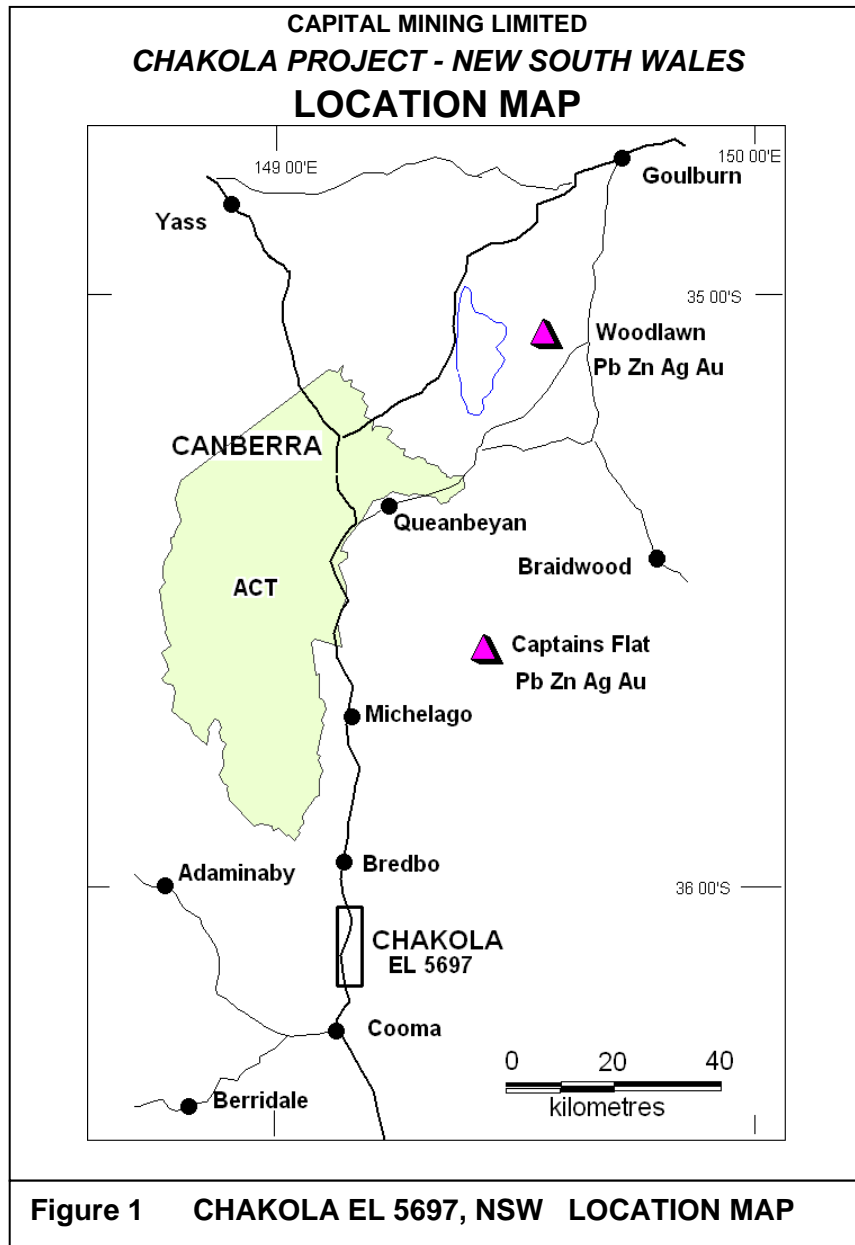 CAPITAL MINING LIMITED
CHAKOLA PROJECT - NEW SOUTH WALES
LOCATION MAP
149 00'E
150 00'E
Goulburn
Yass
35 00'S
Woodlawn
Pb Zn Ag Au
CANBERRA
Queanbeyan
Braidwood
ACT
Captains Flat
Pb Zn Ag Au
Michelago
Bredbo
Adaminaby
36 00'S
CHAKOLA
EL 5697
Cooma
0 20 40
kilometres
Berridale
Figure 1 CHAKOLA EL 5697, NSW LOCATION MAP